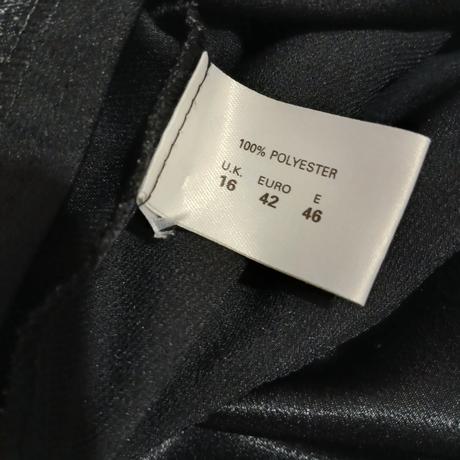 100% POLYESTER
U.K. EURO E
16 42 46